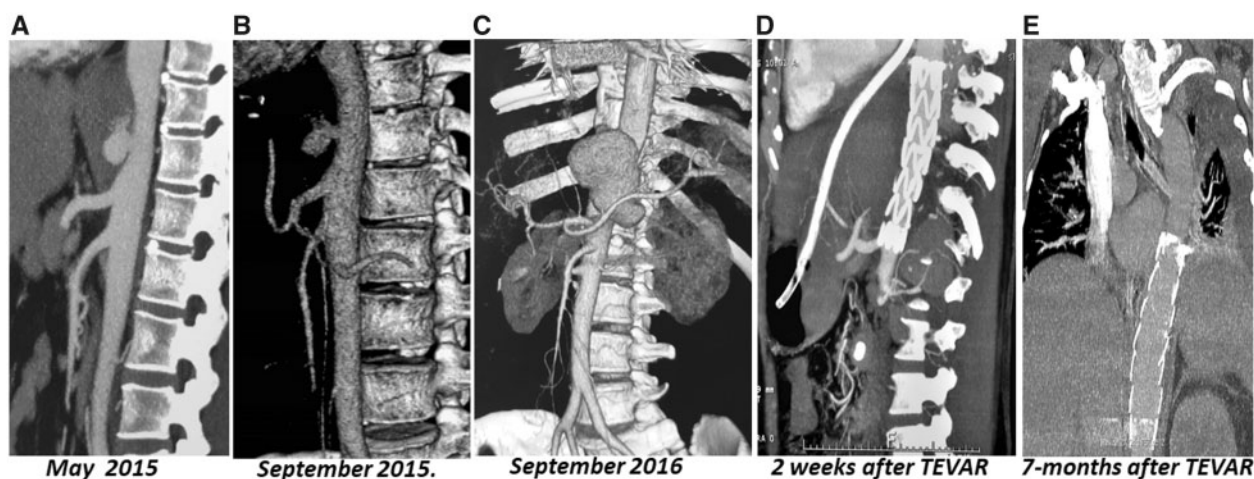 A
B
C
D
E
May 2015
September 2015.
September 2016
2 weeks after TEVAR
7-months after TEVAR